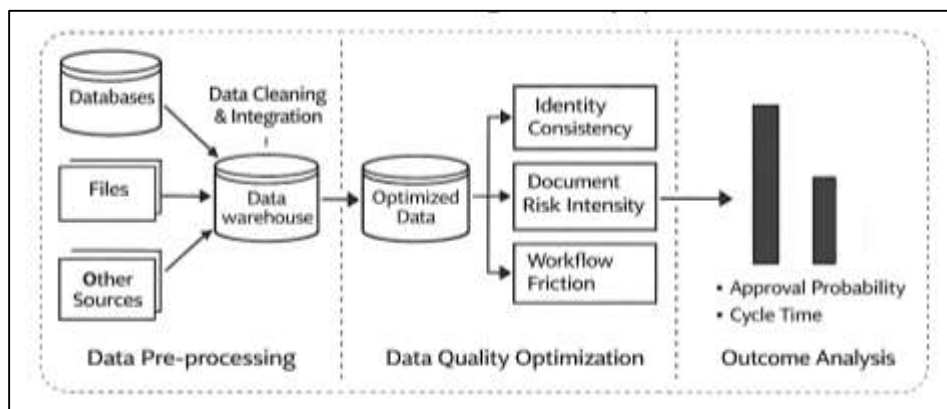 Databases
Files
Other
Sources
Data Cleaning
& Integration
Data
warehouse
Optimized
Data
Identity
Consistency
Document
Risk Intensity
Workflow
Friction
• Approval Probability
• Cycle Time
Data Pre-processing
Data Quality Optimization
Outcome Analysis